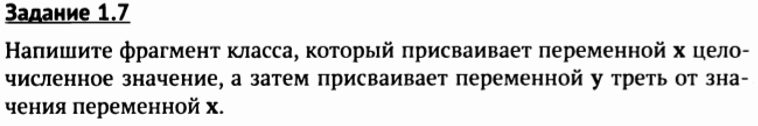 Задание 1.7
Напишите фрагмент класса, который присваивает переменной x цело-
численное значение, а затем присваивает переменной y треть от зна-
чения переменной x.